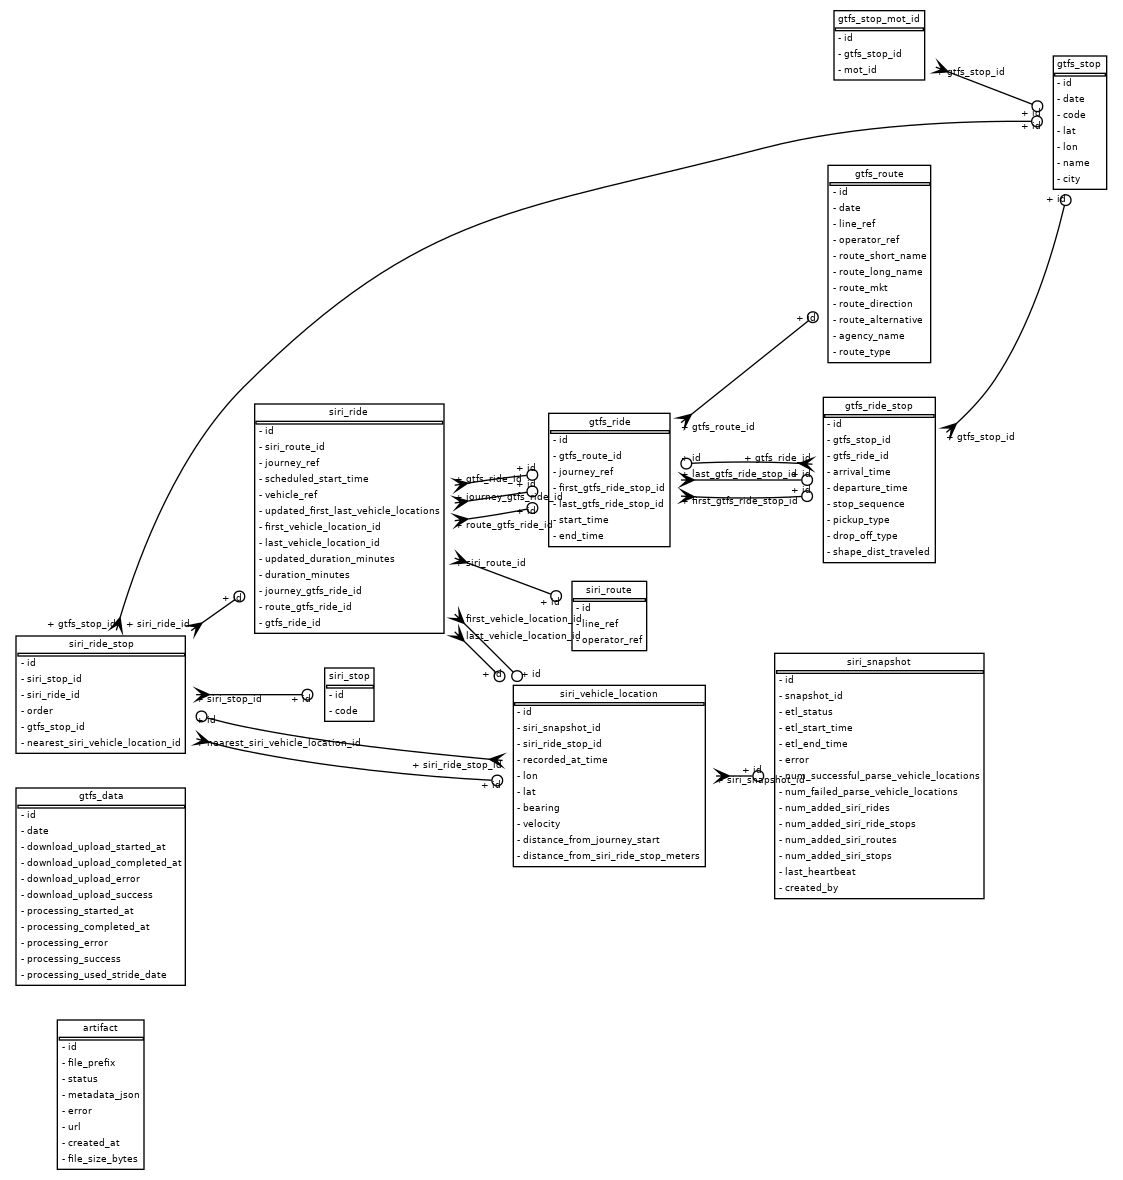 gtfs_stop_mot_id
- id
- gtfs_stop_id
- mot_id
+ gtfs_stop_id
+ id
+ id
gtfs_stop
- id
- date
- code
- lat
- lon
- name
- city
+ id
gtfs_route
- id
- date
- line_ref
- operator_ref
- route_short_name
- route_long_name
- route_mkt
- route_direction
- route_alternative
- agency_name
- route_type
+ id
+ gtfs_route_id
siri_ride
- id
- siri_route_id
- journey_ref
- scheduled_start_time
- vehicle_ref
- updated_first_last_vehicle_locations
- first_vehicle_location_id
- last_vehicle_location_id
- updated_duration_minutes
- duration_minutes
- journey_gtfs_ride_id
- route_gtfs_ride_id
- gtfs_ride_id
+ id
+ gtfs_ride_id
+ id
+ journey_gtfs_ride_id
+ id
+ route_gtfs_ride_id
gtfs_ride
- id
- gtfs_route_id
- journey_ref
- first_gtfs_ride_stop_id
- last_gtfs_ride_stop_id
- start_time
- end_time
+ id
+ gtfs_ride_id
+ last_gtfs_ride_stop_id
+ id
+ id
+ first_gtfs_ride_stop_id
gtfs_ride_stop
- id
- gtfs_stop_id
- gtfs_ride_id
- arrival_time
- departure_time
- stop_sequence
- pickup_type
- drop_off_type
- shape_dist_traveled
+ gtfs_stop_id
+ siri_route_id
+ id
siri_route
- id
- line_ref
- operator_ref
+ first_vehicle_location_id
+ last_vehicle_location_id
+ id
+ id
+ id
+ gtfs_stop_id
+ siri_ride_id
siri_ride_stop
- id
- siri_stop_id
- siri_ride_id
- order
- gtfs_stop_id
- nearest_siri_vehicle_location_id
+ siri_stop_id
+ id
siri_stop
- id
- code
+ id
+ nearest_siri_vehicle_location_id
+ siri_ride_stop_id
+ id
siri_vehicle_location
- id
- siri_snapshot_id
- siri_ride_stop_id
- recorded_at_time
- lon
- lat
- bearing
- velocity
- distance_from_journey_start
- distance_from_siri_ride_stop_meters
+ id
+ siri_snapshot_id
siri_snapshot
- id
- snapshot_id
- etl_status
- etl_start_time
- etl_end_time
- error
- num_successful_parse_vehicle_locations
- num_failed_parse_vehicle_locations
- num_added_siri_rides
- num_added_siri_ride_stops
- num_added_siri_routes
- num_added_siri_stops
- last_heartbeat
- created_by
gtfs_data
- id
- date
- download_upload_started_at
- download_upload_completed_at
- download_upload_error
- download_upload_success
- processing_started_at
- processing_completed_at
- processing_error
- processing_success
- processing_used_stride_date
artifact
- id
- file_prefix
- status
- metadata_json
- error
- url
- created_at
- file_size_bytes